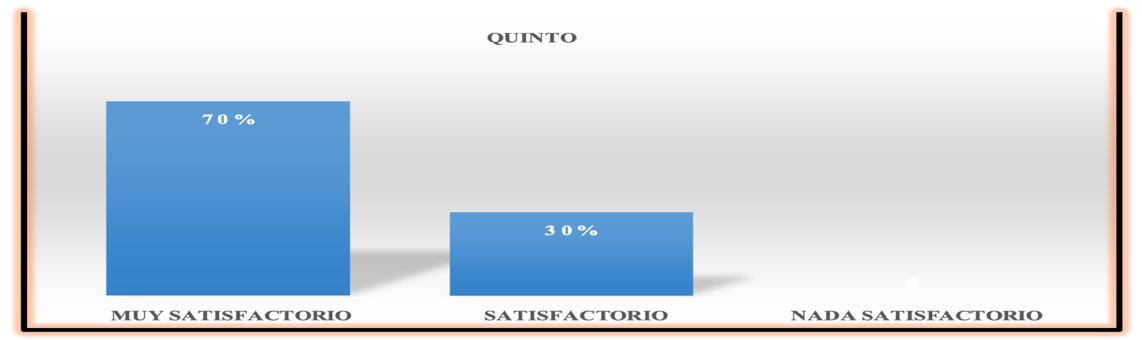 QUINTO
70%
30%
0
MUY SATISFACTORIO
SATISFACTORIO
NADA SATISFACTORIO